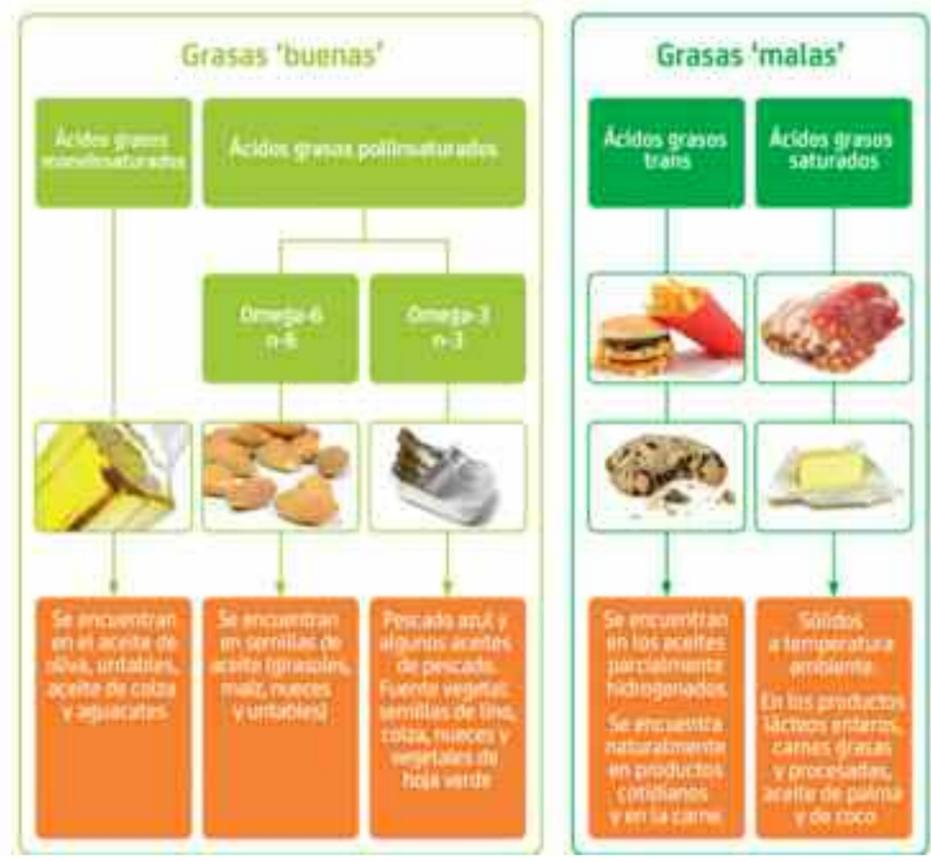 Grasas 'buenas'
Ácidos grasos
monoinsaturados
Ácidos grasos poliinsaturados
Omega-6
n-6
Omega-3
n-3
Se encuentran
en el aceite de
oliva, untables,
aceite de colza
y aguacates
Se encuentran
en semillas de
aceite (girasoles,
maíz, nueces
y untables)
Pescado azul y
algunos aceites
de pescado.
Fuente vegetal:
semillas de lino,
colza, nueces y
vegetales de
hoja verde
Grasas 'malas'
Ácidos grasos
trans
Ácidos grasos
saturados
Se encuentran
en los aceites
parcialmente
hidrogenados.
Se encuentra
naturalmente
en productos
cotidianos
y en la carne
Sólidos
a temperatura
ambiente.
En los productos
lácteos enteros,
carnes grasas
y procesadas,
aceite de palma
y de coco